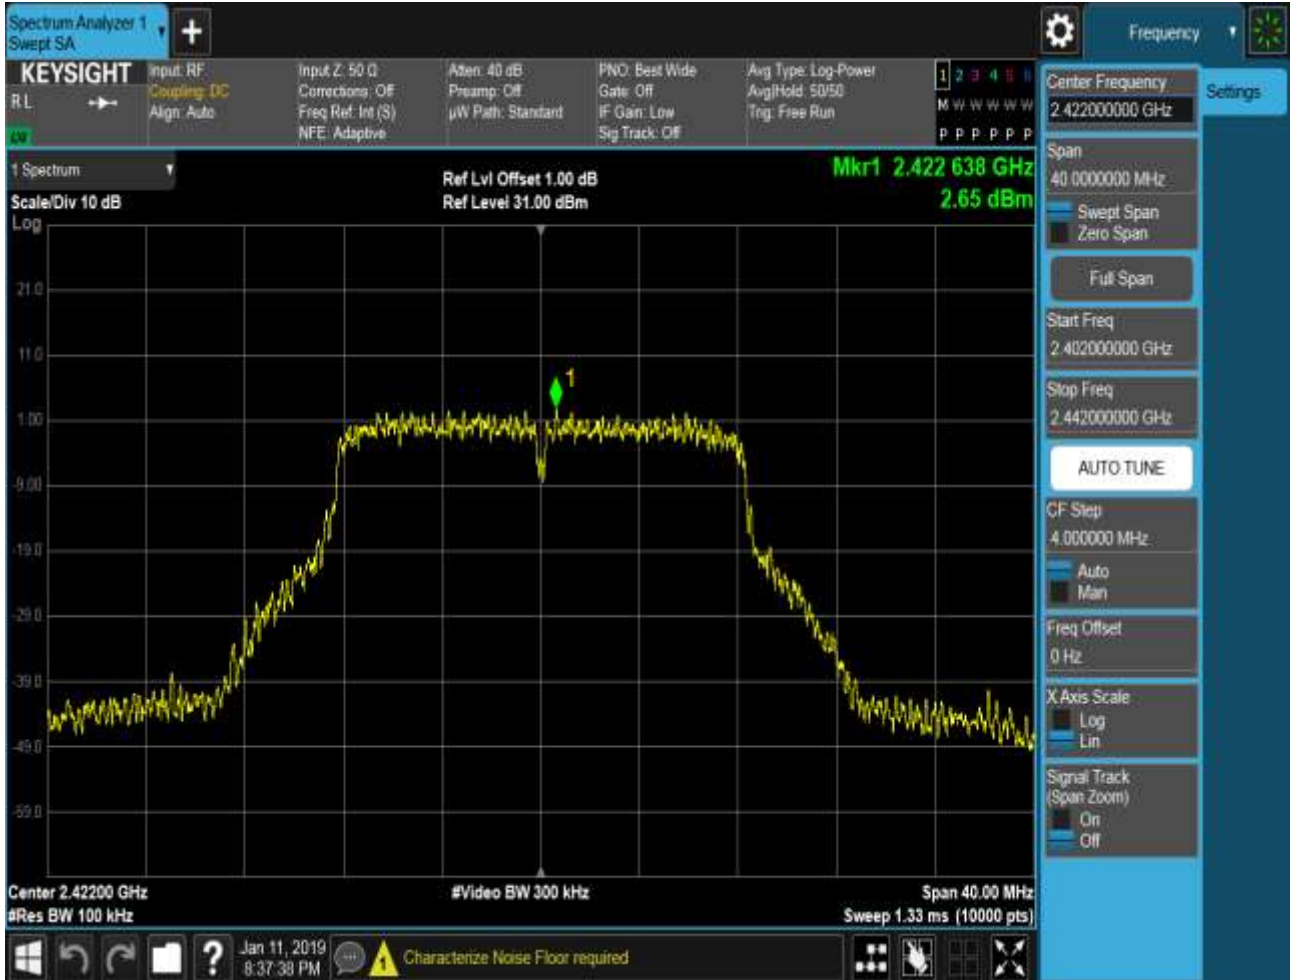 Spectrum Analyzer 1
Swept SA
Frequency
KEYSIGHT
RL
Input: RF
Coupling: DC
Align: Auto
Input Z: 50 Ω
Corrections: Off
Freq Ref: Int (S)
NFE: Adaptive
Atten: 40 dB
Preamp: Off
µW Path: Standard
PNO: Best Wide
Gate: Off
IF Gain: Low
Sig Track: Off
Avg Type: Log-Power
Avg|Hold: 50/50
Trig: Free Run
1 2 3 4 5 6
M W W W W W
P P P P P P
1 Spectrum
Scale/Div 10 dB
Log
Ref Lvl Offset 1.00 dB
Ref Level 31.00 dBm
Mkr1 2.422 638 GHz
2.65 dBm
21.0
11.0
1.00
-9.00
-19.0
-29.0
-39.0
-49.0
-59.0
1
Center 2.42200 GHz
#Res BW 100 kHz
#Video BW 300 kHz
Span 40.00 MHz
Sweep 1.33 ms (10000 pts)
Center Frequency
2.422000000 GHz
Settings
Span
40.0000000 MHz
Swept Span
Zero Span
Full Span
Start Freq
2.402000000 GHz
Stop Freq
2.442000000 GHz
AUTO TUNE
CF Step
4.000000 MHz
Auto
Man
Freq Offset
0 Hz
X Axis Scale
Log
Lin
Signal Track
(Span Zoom)
On
Off
?
Jan 11, 2019
8:37:38 PM
1
Characterize Noise Floor required